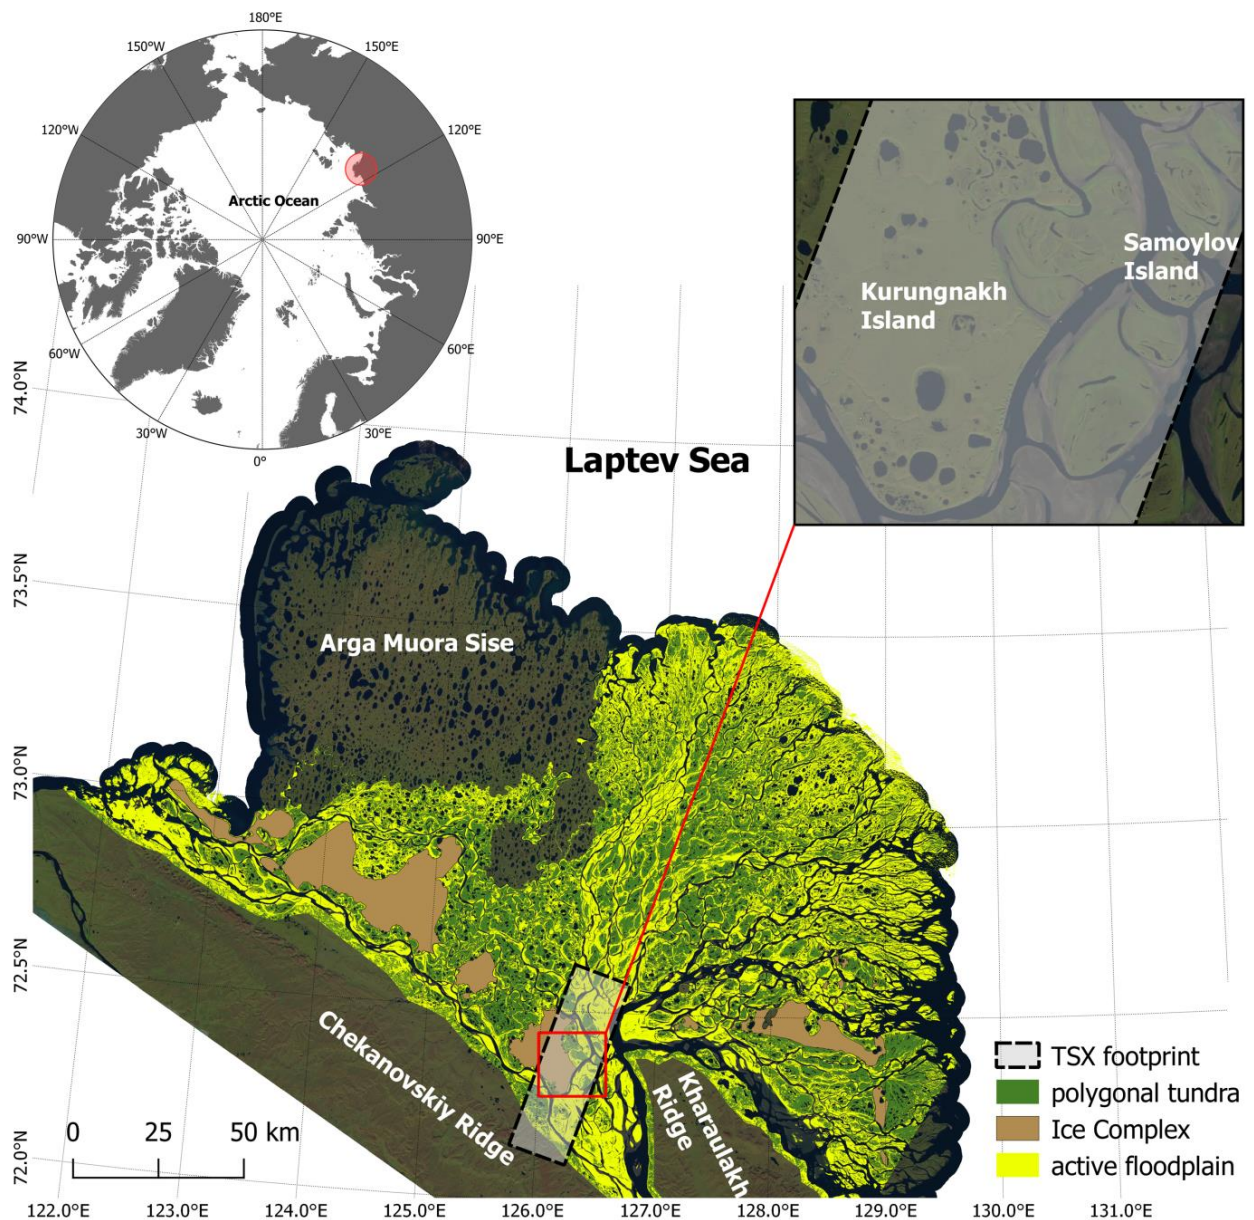 180°E
150°W
150°E
120°W
120°E
Arctic Ocean
90°W
90°E
60°W
60°E
30°W
30°E
0°
Samoylov
Island
Kurungnakh
Island
74.0°N
73.5°N
73.0°N
72.5°N
72.0°N
Laptev Sea
Arga Muora Sise
Chekanovskiy Ridge
Kharaulakh
Ridge
TSX footprint
polygonal tundra
Ice Complex
active floodplain
0 25 50 km
122.0°E 123.0°E 124.0°E 125.0°E 126.0°E 127.0°E 128.0°E 129.0°E 130.0°E 131.0°E